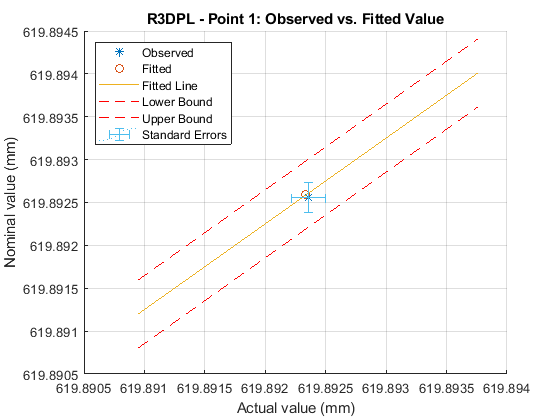 R3DPL - Point 1: Observed vs. Fitted Value
619.8945
619.894
619.8935
619.893
619.8925
619.892
619.8915
619.891
619.8905
Nominal value (mm)
Observed
Fitted
Fitted Line
Lower Bound
Upper Bound
Standard Errors
619.8905 619.891 619.8915 619.892 619.8925 619.893 619.8935 619.894
Actual value (mm)